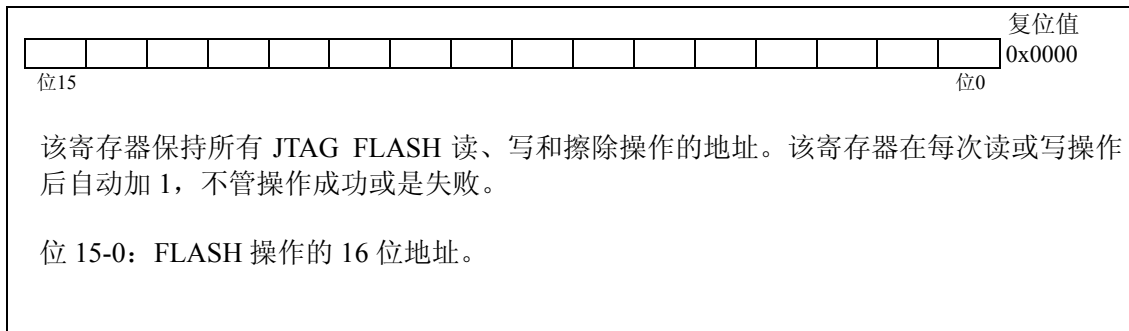 复位值
0x0000
位15 位0
该寄存器保持所有 JTAG FLASH 读、写和擦除操作的地址。该寄存器在每次读或写操作
后自动加 1，不管操作成功或是失败。
位 15-0：FLASH 操作的 16 位地址。